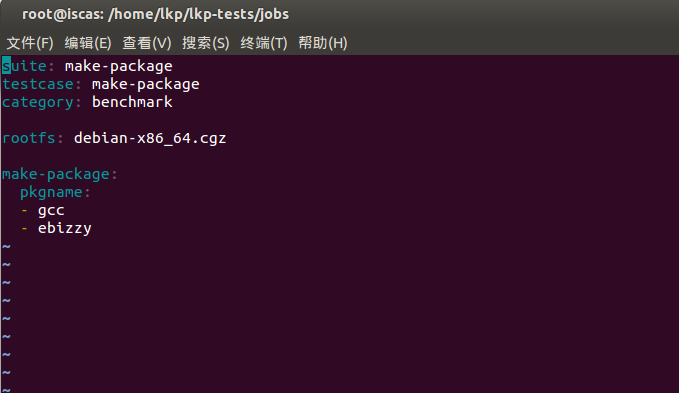 root@iscas: /home/lkp/lkp-tests/jobs
文件(F) 编辑(E) 查看(V) 搜索(S) 终端(T) 帮助(H)
suite: make-package
testcase: make-package
category: benchmark
rootfs: debian-x86_64.cgz
make-package:
pkgname:
- gcc
- ebizzy
~
~
~
~
~
~
~
~
~